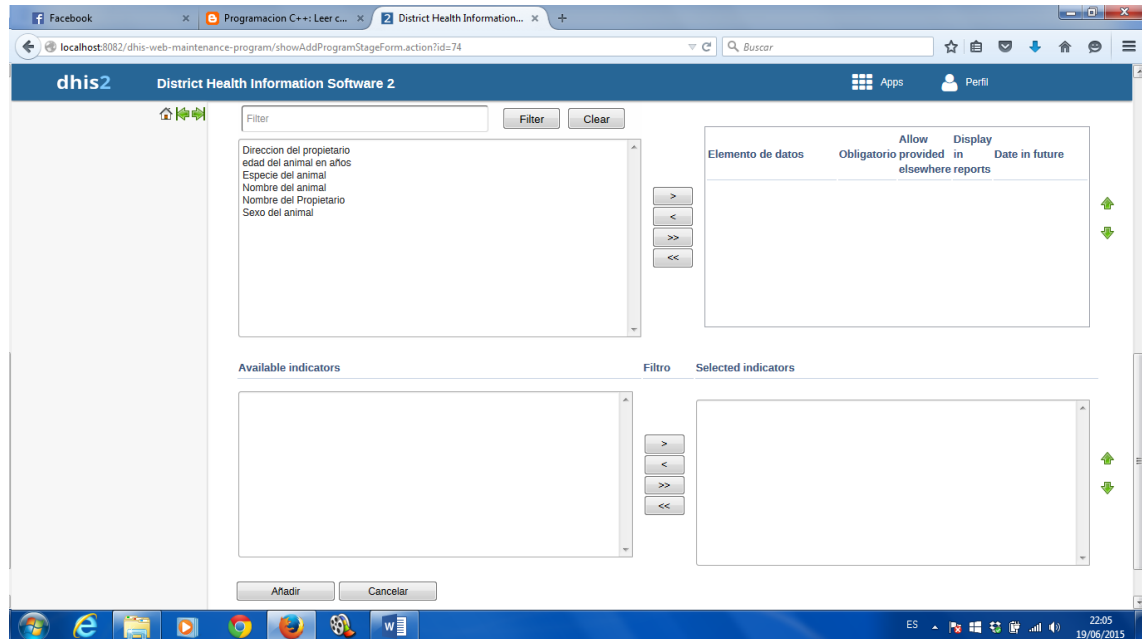 Facebook
Programacion C++: Leer c...
District Health Information...
localhost:8082/dhis-web-maintenance-program/showAddProgramStageForm.action?id=74
Buscar
dhis2
District Health Information Software 2
Apps
Perfil
Filter
Filter
Clear
Direccion del propietario
edad del animal en años
Especie del animal
Nombre del animal
Nombre del Propietario
Sexo del animal
>
<
>>
<<
Elemento de datos
Obligatorio
Allow provided elsewhere
Display in reports
Date in future
Available indicators
Filtro
Selected indicators
>
<
>>
<<
Añadir
Cancelar
ES
22:05
19/06/2015